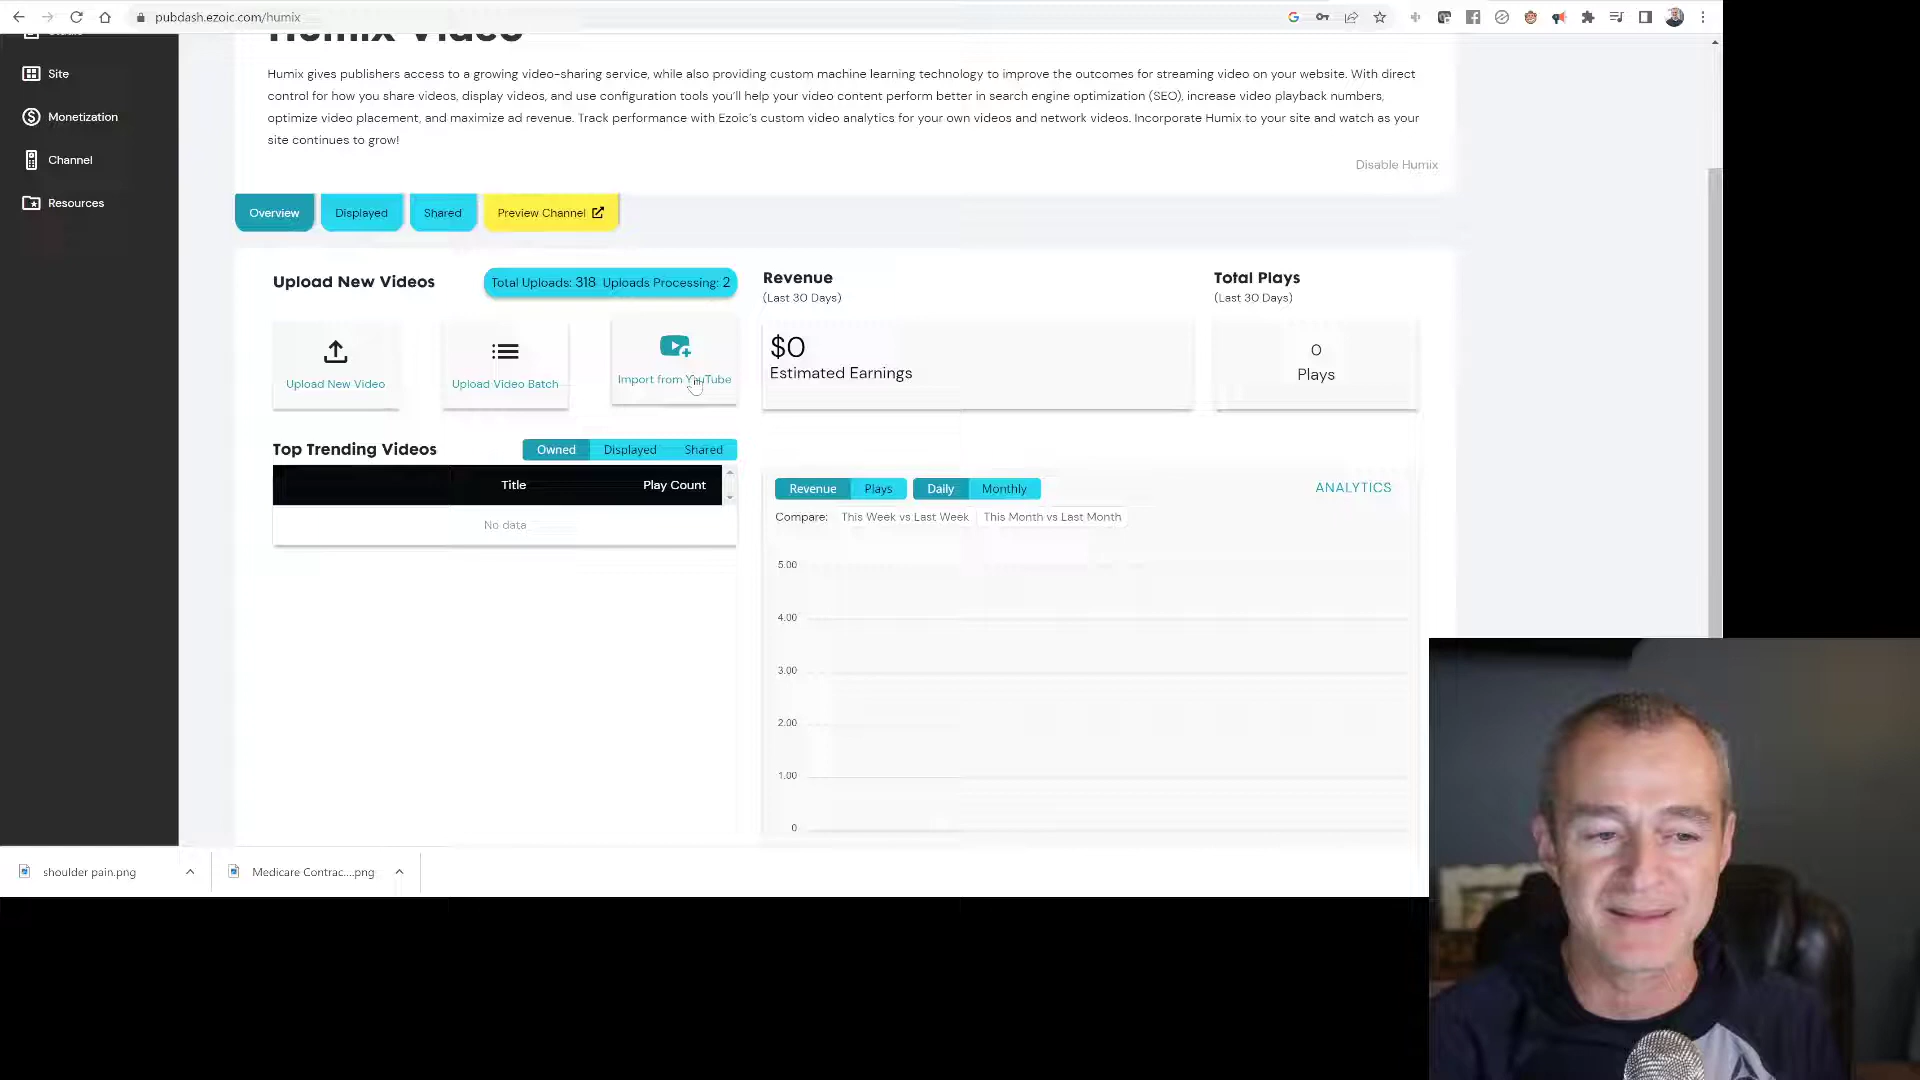 pubdash.ezoic.com/humix
Humix Video
Humix gives publishers access to a growing video-sharing service, while also providing custom machine learning technology to improve the outcomes for streaming video on your website. With direct
control for how you share videos, display videos, and use configuration tools you'll help your video content perform better in search engine optimization (SEO), increase video playback numbers,
optimize video placement, and maximize ad revenue. Track performance with Ezoic's custom video analytics for your own videos and network videos. Incorporate Humix to your site and watch as your
site continues to grow!
Disable Humix
Site
Monetization
Channel
Resources
Overview Displayed Shared Preview Channel
Upload New Videos Total Uploads: 318 Uploads Processing: 2
Upload New Video Upload Video Batch Import from YouTube
Revenue
(Last 30 Days)
$0
Estimated Earnings
Total Plays
(Last 30 Days)
0
Plays
Top Trending Videos Owned Displayed Shared
Title Play Count
No data
Revenue Plays Daily Monthly ANALYTICS
Compare: This Week vs Last Week This Month vs Last Month
5.00
4.00
3.00
2.00
1.00
0
shoulder pain.png Medicare Contrac....png